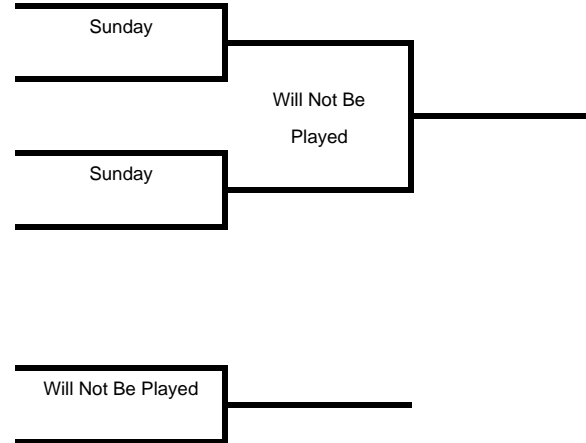 Sunday
Will Not Be
Played
Sunday
Will Not Be Played